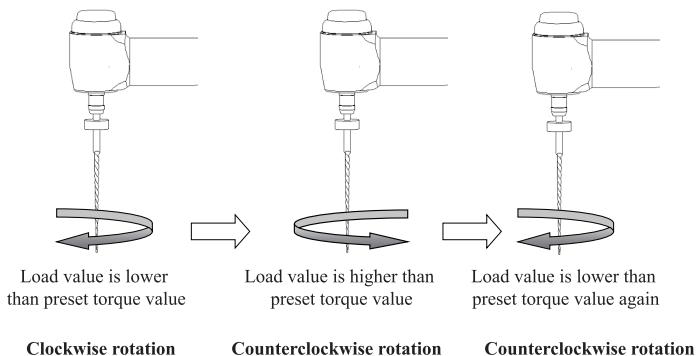 Load value is lower
than preset torque value
Load value is higher than
preset torque value
Load value is lower than
preset torque value again
Clockwise rotation
Counterclockwise rotation
Counterclockwise rotation